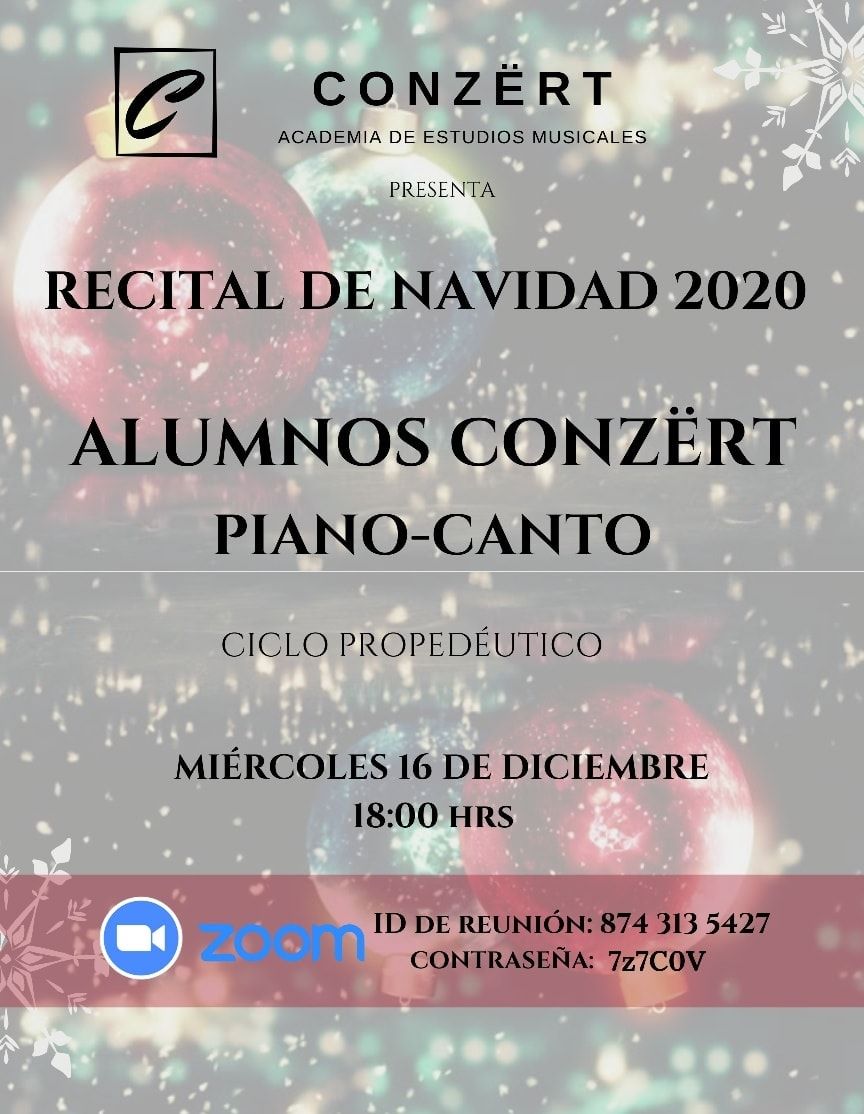 C
CONZËRT
ACADEMIA DE ESTUDIOS MUSICALES
PRESENTA
RECITAL DE NAVIDAD 2020
ALUMNOS CONZËRT
PIANO-CANTO
CICLO PROPEDÉUTICO
MIÉRCOLES 16 DE DICIEMBRE
18:00 HRS
zoom
ID DE REUNIÓN: 874 313 5427
CONTRASEÑA: 7z7C0V